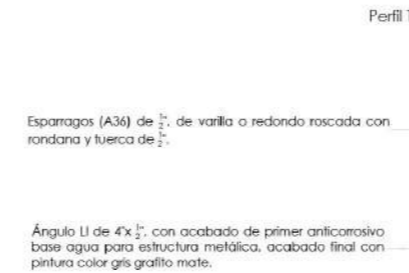 Perfil 1
Esparragos (A36) de 1/2", de varilla o redondo roscada con
rondana y tuerca de 1/2".
Ángulo LI de 4"x 1/2", con acabado de primer anticorrosivo
base agua para estructura metálica, acabado final con
pintura color gris grafito mate.